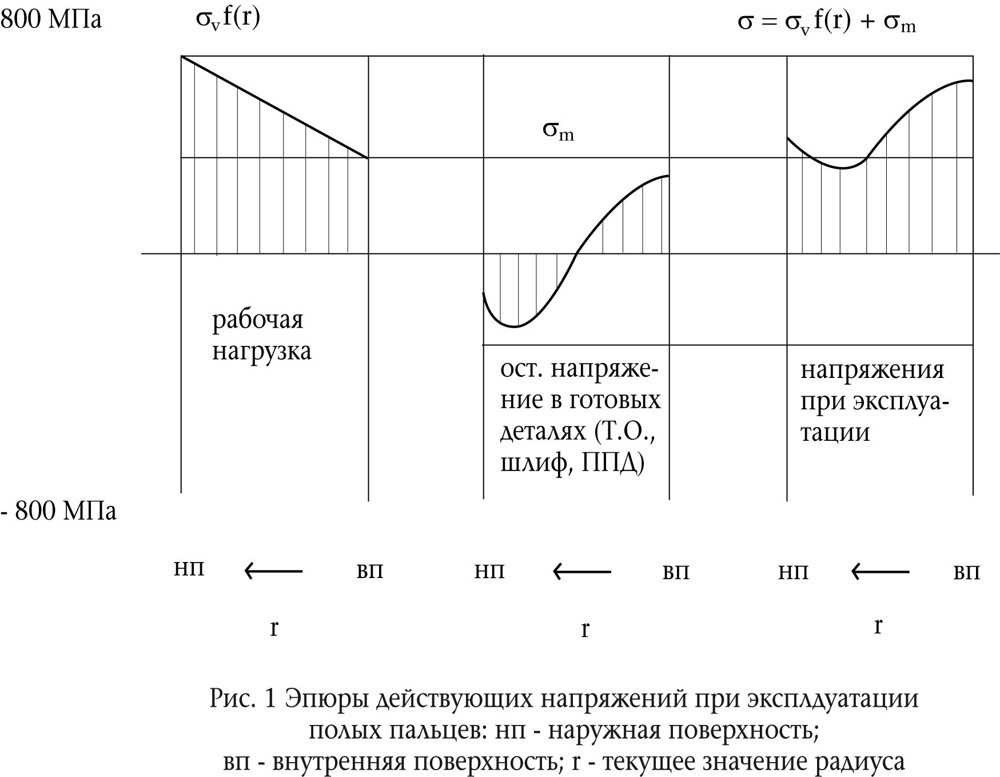 800 МПа
σv f(r)
σ = σv f(r) + σm
σm
рабочая
нагрузка
ост. напряже-
ние в готовых
деталях (Т.О.,
шлиф, ППД)
напряжения
при эксплуа-
тации
- 800 МПа
нп
вп
нп
вп
нп
вп
r
r
r
Рис. 1 Эпюры действующих напряжений при эксплдуатации
полых пальцев: нп - наружная поверхность;
вп - внутренняя поверхность; r - текущее значение радиуса